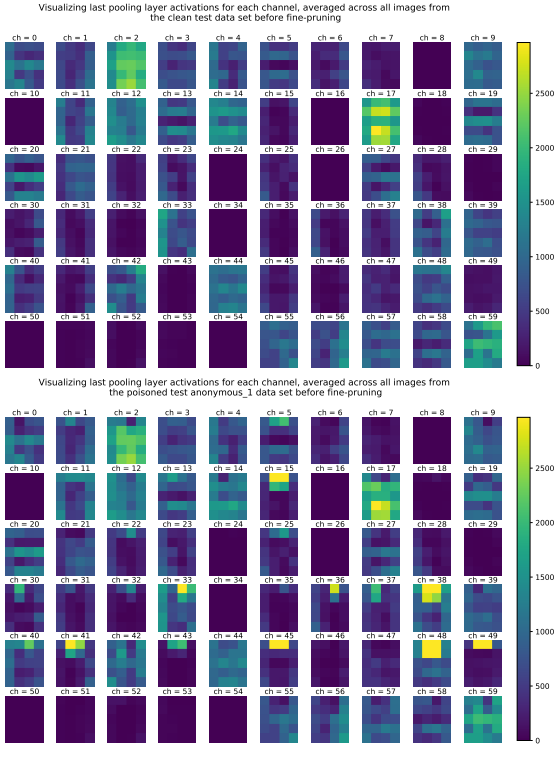 Visualizing last pooling layer activations for each channel, averaged across all images from
the clean test data set before fine-pruning
ch = 0 ch = 1 ch = 2 ch = 3 ch = 4 ch = 5 ch = 6 ch = 7 ch = 8 ch = 9
ch = 10 ch = 11 ch = 12 ch = 13 ch = 14 ch = 15 ch = 16 ch = 17 ch = 18 ch = 19
ch = 20 ch = 21 ch = 22 ch = 23 ch = 24 ch = 25 ch = 26 ch = 27 ch = 28 ch = 29
ch = 30 ch = 31 ch = 32 ch = 33 ch = 34 ch = 35 ch = 36 ch = 37 ch = 38 ch = 39
ch = 40 ch = 41 ch = 42 ch = 43 ch = 44 ch = 45 ch = 46 ch = 47 ch = 48 ch = 49
ch = 50 ch = 51 ch = 52 ch = 53 ch = 54 ch = 55 ch = 56 ch = 57 ch = 58 ch = 59
2500
2000
1500
1000
500
0
Visualizing last pooling layer activations for each channel, averaged across all images from
the poisoned test anonymous_1 data set before fine-pruning
ch = 0 ch = 1 ch = 2 ch = 3 ch = 4 ch = 5 ch = 6 ch = 7 ch = 8 ch = 9
ch = 10 ch = 11 ch = 12 ch = 13 ch = 14 ch = 15 ch = 16 ch = 17 ch = 18 ch = 19
ch = 20 ch = 21 ch = 22 ch = 23 ch = 24 ch = 25 ch = 26 ch = 27 ch = 28 ch = 29
ch = 30 ch = 31 ch = 32 ch = 33 ch = 34 ch = 35 ch = 36 ch = 37 ch = 38 ch = 39
ch = 40 ch = 41 ch = 42 ch = 43 ch = 44 ch = 45 ch = 46 ch = 47 ch = 48 ch = 49
ch = 50 ch = 51 ch = 52 ch = 53 ch = 54 ch = 55 ch = 56 ch = 57 ch = 58 ch = 59
2500
2000
1500
1000
500
0